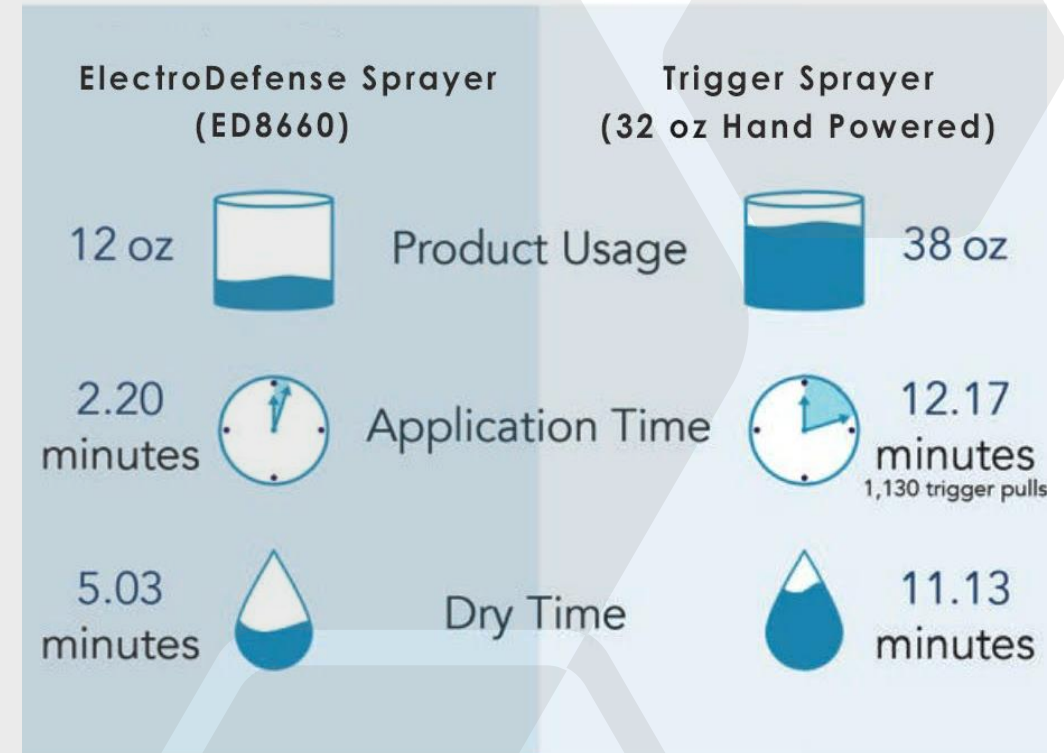 ElectroDefense Sprayer
(ED8660)
Trigger Sprayer
(32 oz Hand Powered)
12 oz
Product Usage
38 oz
2.20
minutes
Application Time
12.17
minutes
1,130 trigger pulls
5.03
minutes
Dry Time
11.13
minutes